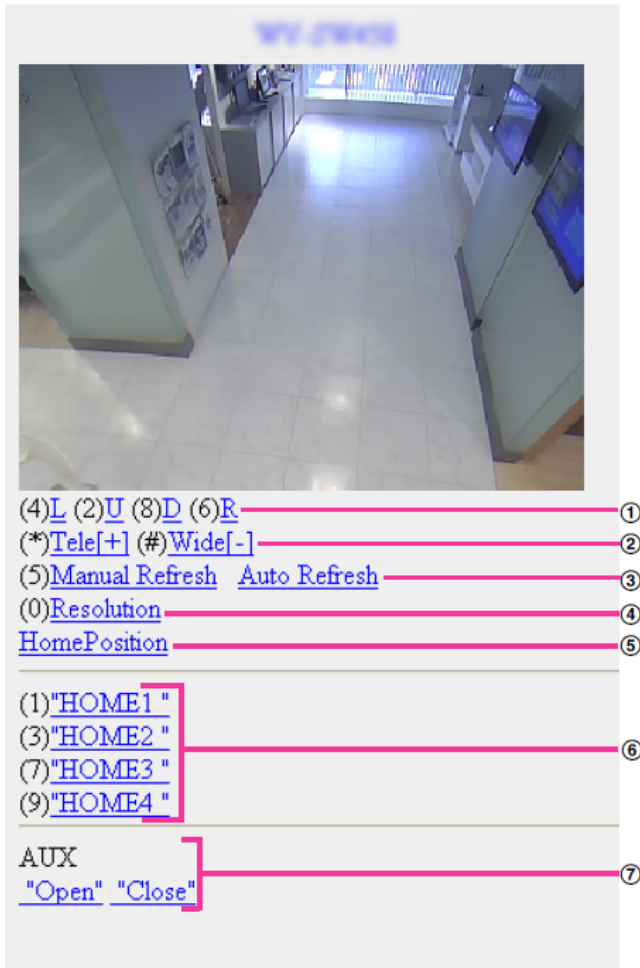 (4)L (2)U (8)D (6)R ①
(*)Tele[+] (#)Wide[-] ②
(5)Manual Refresh Auto Refresh ③
(0)Resolution ④
HomePosition ⑤
(1)"HOME1 "
(3)"HOME2 "
⑥
(7)"HOME3 "
(9)"HOME4 "
AUX
⑦
"Open" "Close"